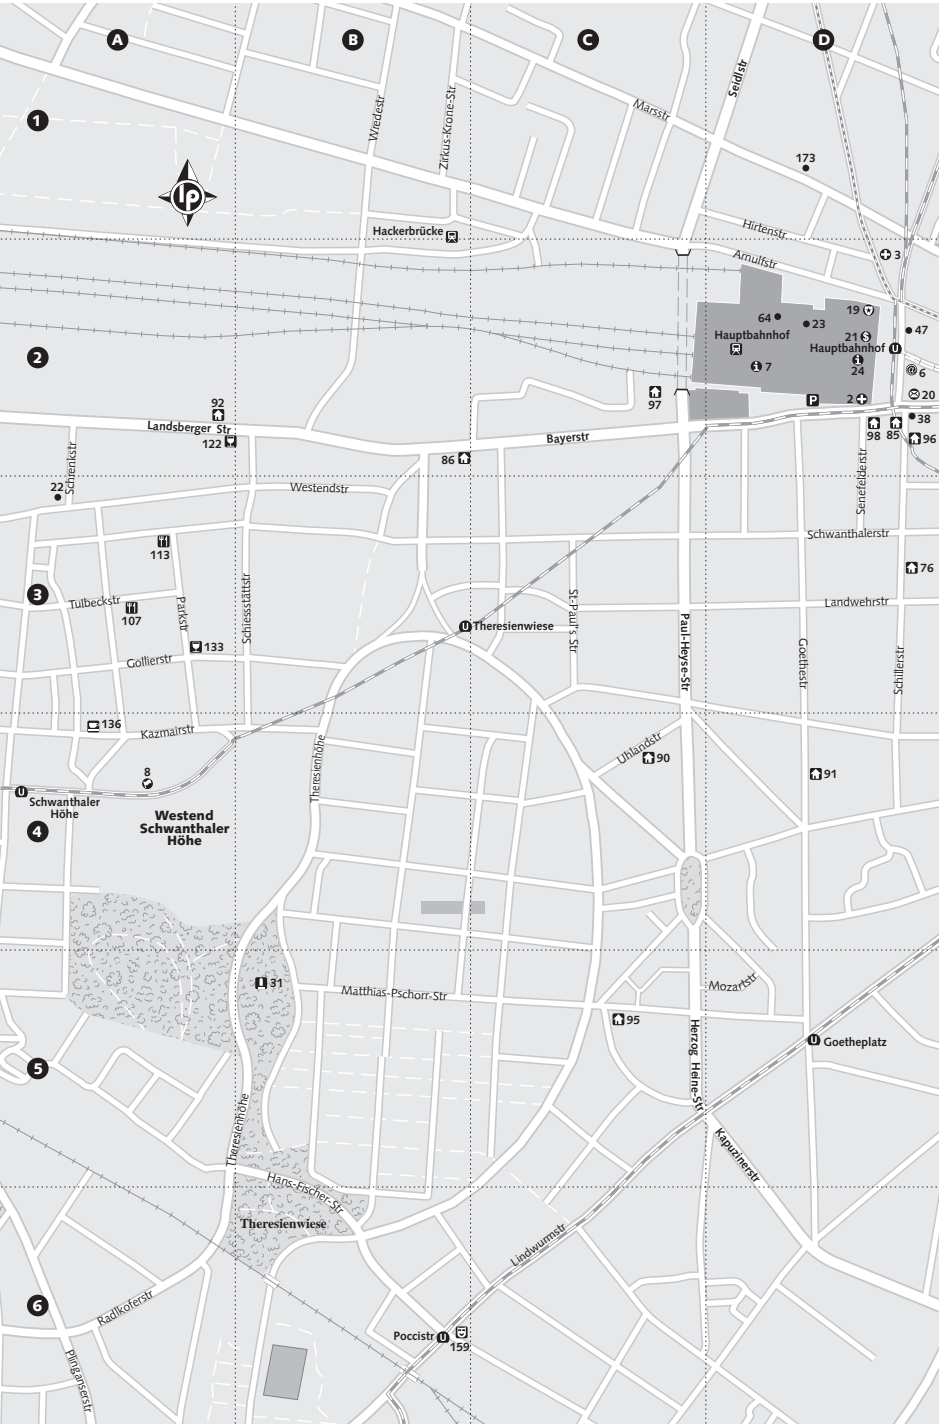 A
B
C
D
1
Wiedestr
Zirkus-Krone-Str
Marsstr
Seidlstr
173
lp
Hackerbrücke
Hirtenstr
3
Arnulfstr
2
64
23
19
47
Hauptbahnhof
21
Hauptbahnhof
7
24
6
97
P
2
20
92
Landsberger Str
122
86
Bayerstr
98
85
38
96
Schrenkstr
22
Westendstr
Senefelderstr
113
Schwanthalerstr
76
3
Tulbeckstr
107
Parkstr
Schiessstättstr
St-Paul's Str
Landwehrstr
U Theresienwiese
133
Gollierstr
Paul-Heyse-Str
Goethestr
Schillerstr
136
Kazmairstr
Theresienhöhe
Uhlandstr
90
91
8
U
Schwanthaler
Höhe
4
Westend
Schwanthaler
Höhe
31
Matthias-Pschorr-Str
Mozartstr
95
Herzog Heine-Str
U Goetheplatz
5
Theresienhöhe
Kapuzinerstr
Hans-Fischer-Str
Theresienwiese
Lindwurmstr
6
Radlkoferstr
Poccistr U
159
Plinganserstr